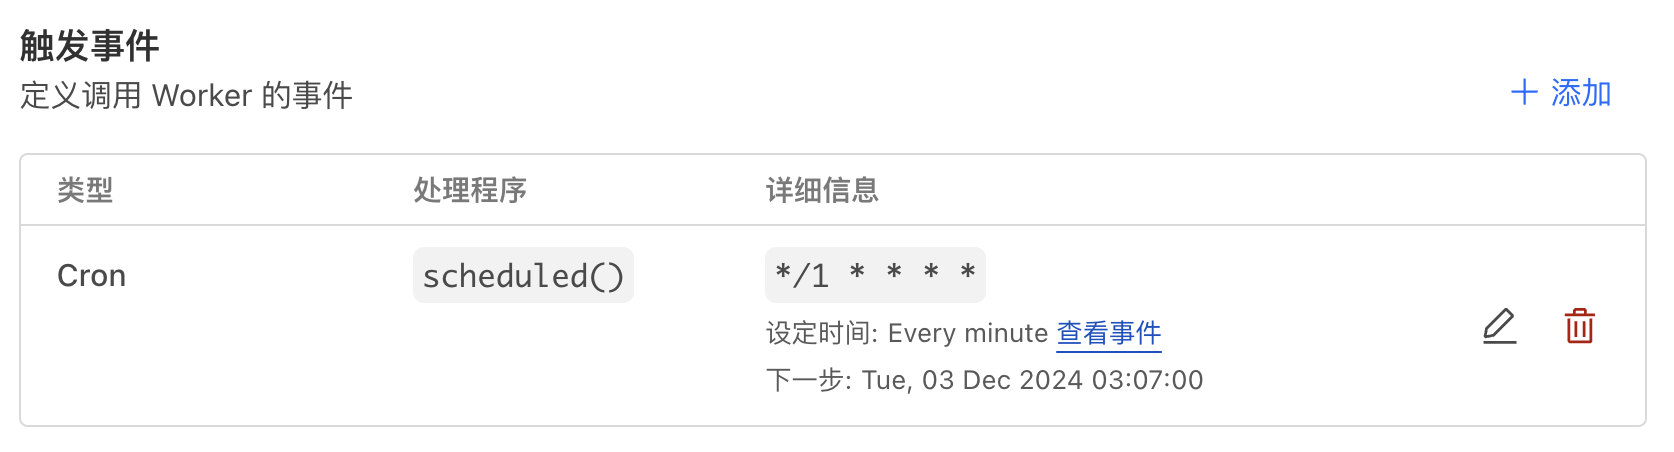 触发事件
定义调用 Worker 的事件
+ 添加
类型 处理程序 详细信息
Cron scheduled() */1 * * * *
设定时间: Every minute 查看事件
下一步: Tue, 03 Dec 2024 03:07:00